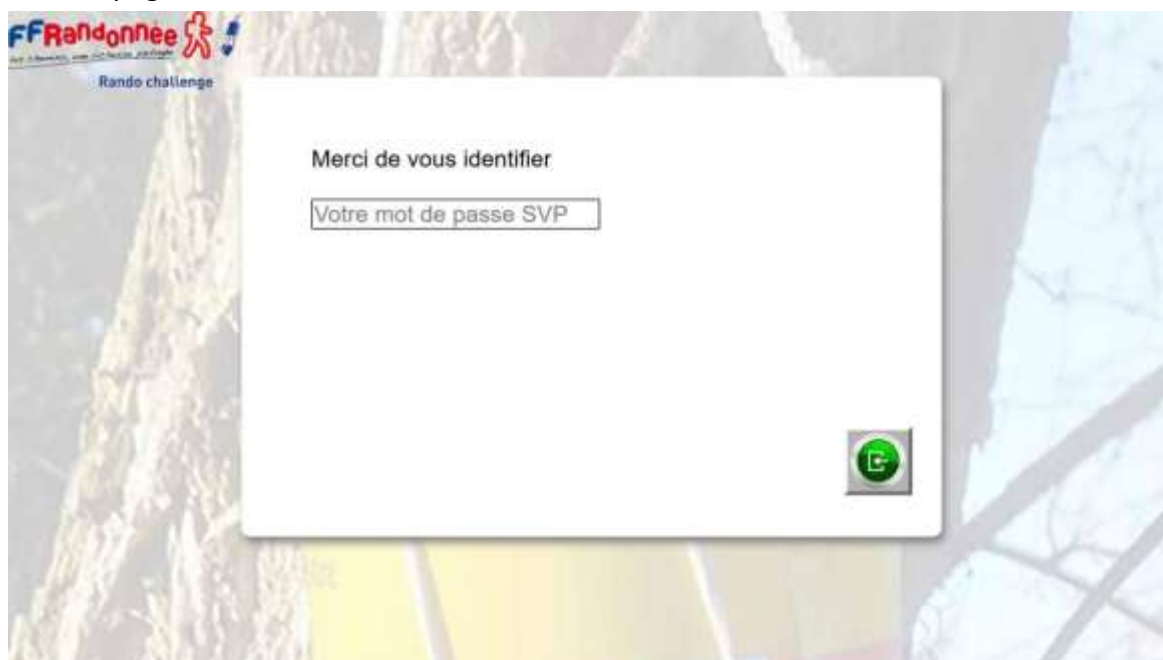 FFRandonnée
Rando challenge
Merci de vous identifier
Votre mot de passe SVP